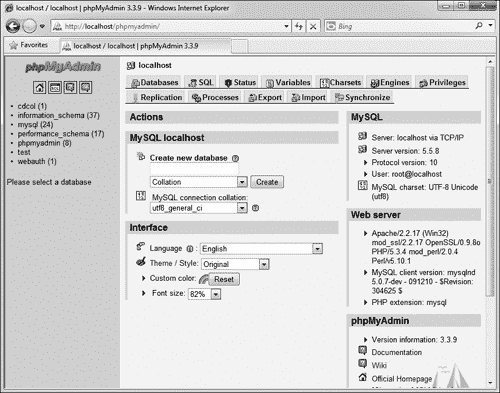 localhost / localhost | phpMyAdmin 3.3.9 - Windows Internet Explorer
http://localhost/phpmyadmin/
Bing
Favorites
localhost / localhost | phpMyAdmin 3.3.9
phpMyAdmin
cdcol (1)
information_schema (37)
mysql (24)
performance_schema (17)
phpmyadmin (8)
test
webauth (1)
Please select a database
localhost
Databases SQL Status Variables Charsets Engines Privileges
Replication Processes Export Import Synchronize
Actions
MySQL localhost
Create new database
Collation Create
MySQL connection collation:
utf8_general_ci
Interface
Language : English
Theme / Style: Original
Custom color: Reset
Font size: 82%
MySQL
Server: localhost via TCP/IP
Server version: 5.5.8
Protocol version: 10
User: root@localhost
MySQL charset: UTF-8 Unicode
(utf8)
Web server
Apache/2.2.17 (Win32)
mod_ssl/2.2.17 OpenSSL/0.9.8o
PHP/5.3.4 mod_perl/2.0.4
Perl/v5.10.1
MySQL client version: mysqlnd
5.0.7-dev - 091210 - $Revision:
304625 $
PHP extension: mysql
phpMyAdmin
Version information: 3.3.9
Documentation
Wiki
Official Homepage